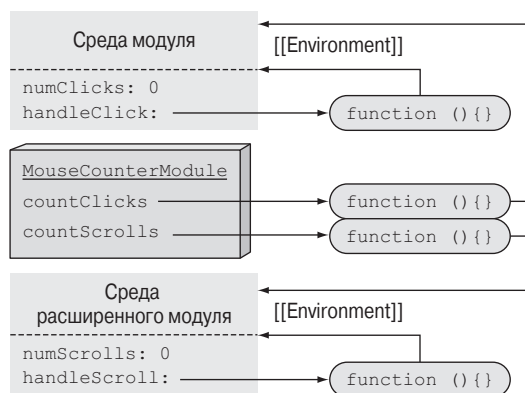 Среда модуля
[[Environment]]
numClicks: 0
handleClick:
function (){}
MouseCounterModule
countClicks
function (){}
countScrolls
function (){}
Среда
расширенного модуля
[[Environment]]
numScrolls: 0
handleScroll:
function (){}